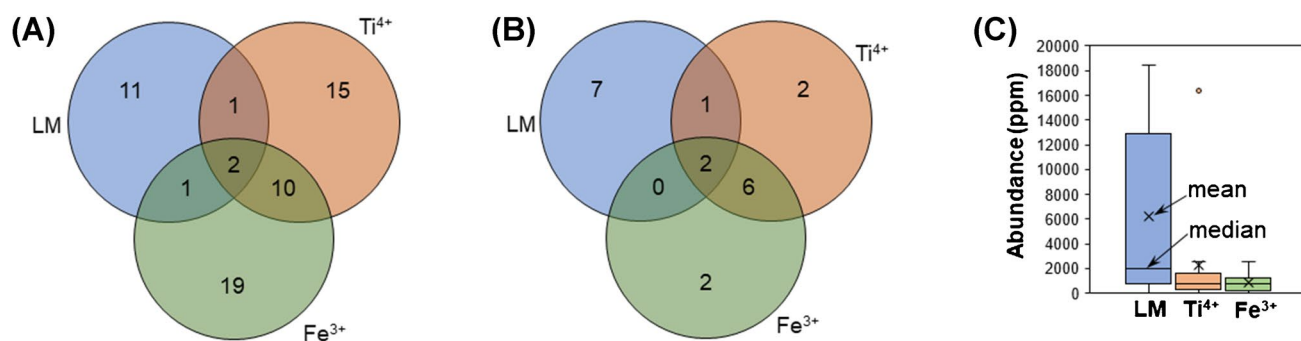 (A)
Ti⁴⁺
11
1
15
LM
2
1
10
19
Fe³⁺
(B)
Ti⁴⁺
7
1
2
LM
2
0
6
2
Fe³⁺
(C)
Abundance (ppm)
20000
18000
16000
14000
12000
10000
8000
6000
4000
2000
0
mean
median
LM Ti⁴⁺ Fe³⁺